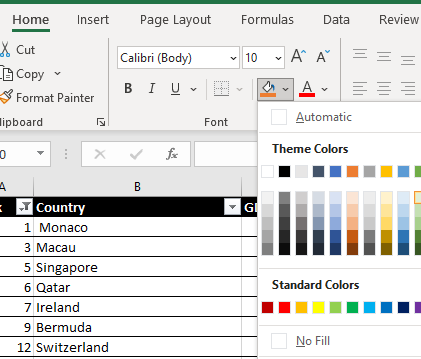 Home Insert Page Layout Formulas Data Review
Cut
Copy
Format Painter
Calibri (Body) 10 A A
B I U A
lipboard Font
Automatic
Theme Colors
Standard Colors
No Fill
0 fx
A B
k Country GI
1 Monaco
3 Macau
5 Singapore
6 Qatar
7 Ireland
9 Bermuda
12 Switzerland